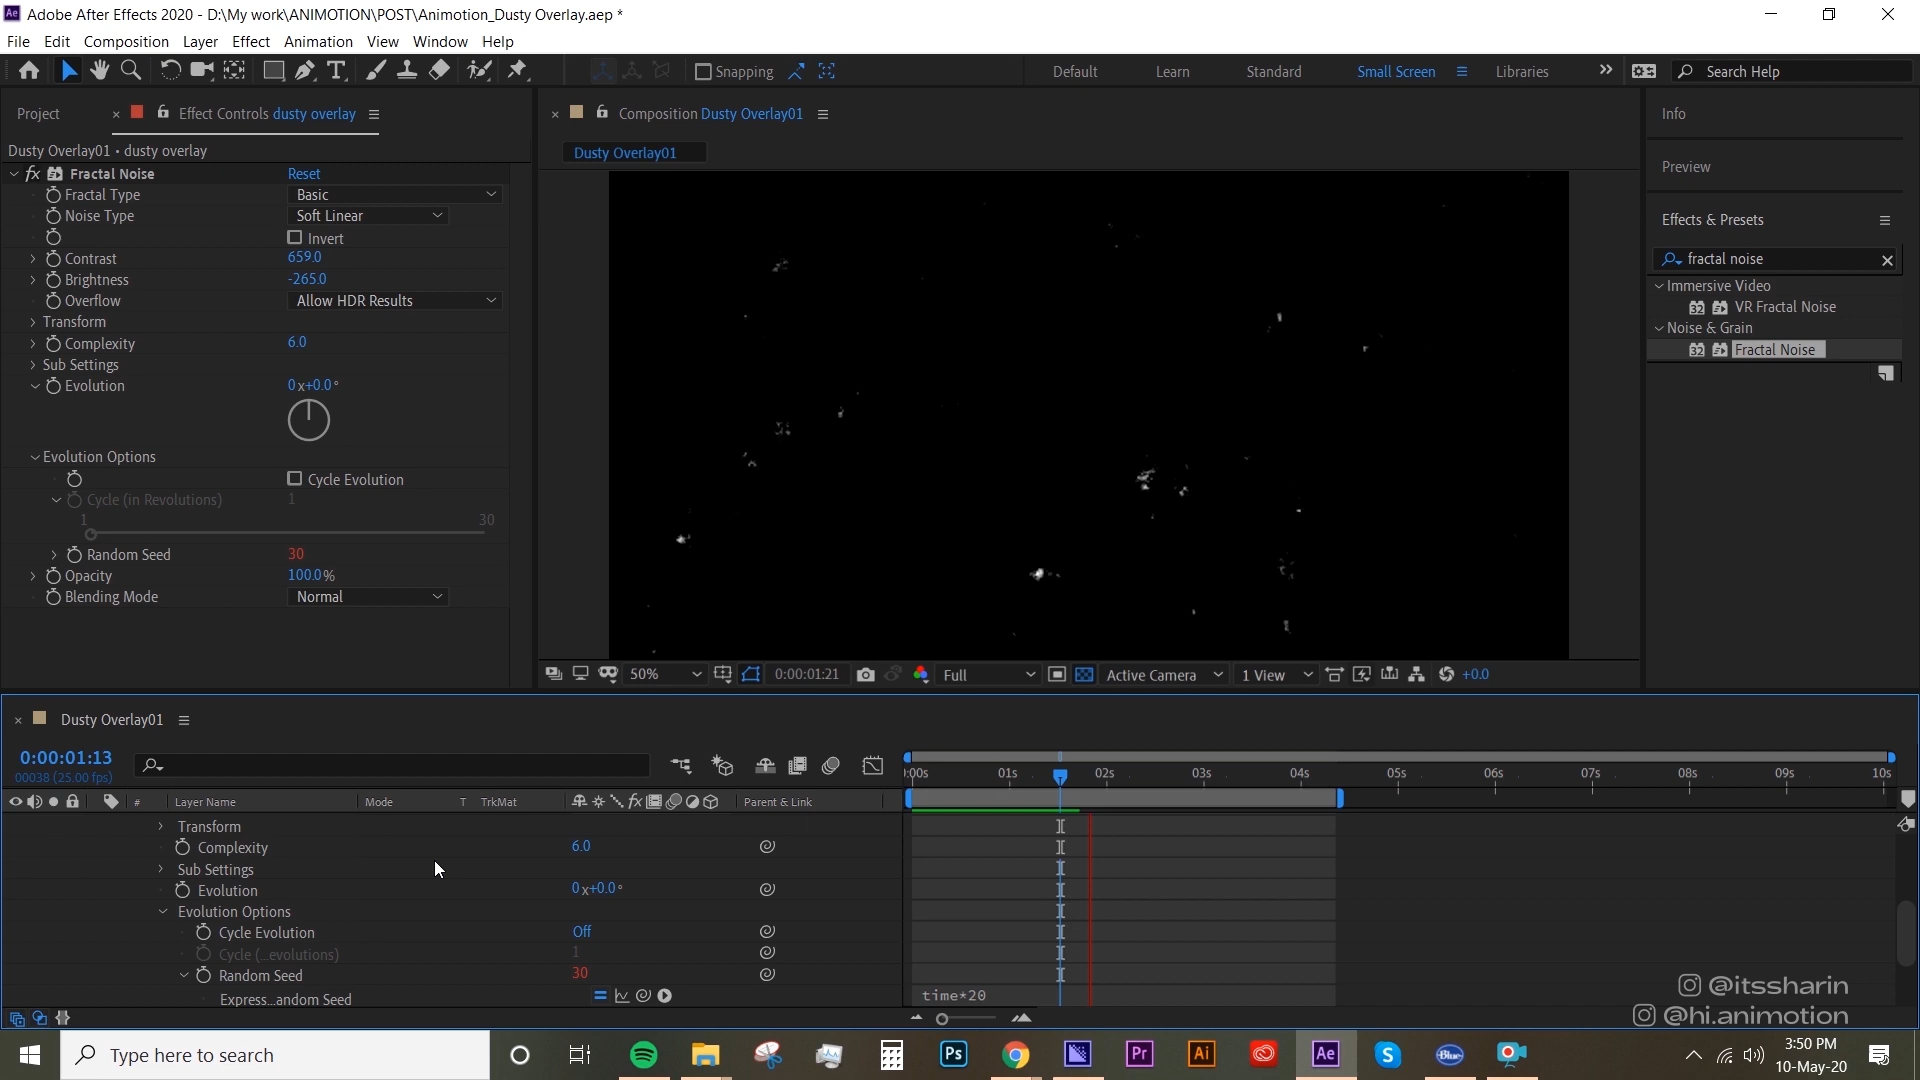 Adobe After Effects 2020 - D:\My work\ANIMOTION\POST\Animotion_Dusty Overlay.aep *
File Edit Composition Layer Effect Animation View Window Help
Snapping Default Learn Standard Small Screen Libraries Search Help
Project Effect Controls dusty overlay
Dusty Overlay01 • dusty overlay
fx Fractal Noise Reset
Fractal Type Basic
Noise Type Soft Linear
Invert
Contrast 659.0
Brightness -265.0
Overflow Allow HDR Results
Transform
Complexity 6.0
Sub Settings
Evolution 0x+0.0°
Evolution Options
Cycle Evolution
Cycle (in Revolutions) 1
1 30
Random Seed 30
Opacity 100.0%
Blending Mode Normal
Composition Dusty Overlay01
Dusty Overlay01
50% 0:00:01:21 Full Active Camera 1 View +0.0
Info
Preview
Effects & Presets
fractal noise
Immersive Video
32 VR Fractal Noise
Noise & Grain
32 Fractal Noise
Dusty Overlay01
0:00:01:13
00038 (25.00 fps)
):00s 01s 02s 03s 04s 05s 06s 07s 08s 09s 10s
# Layer Name Mode T TrkMat fx Parent & Link
Transform
Complexity 6.0
Sub Settings
Evolution 0x+0.0°
Evolution Options
Cycle Evolution Off
Cycle (...evolutions) 1
Random Seed 30
Express...andom Seed time*20
@itssharin
@hi.animotion
Type here to search
Ps Pr Ai Ae Blue
3:50 PM
10-May-20